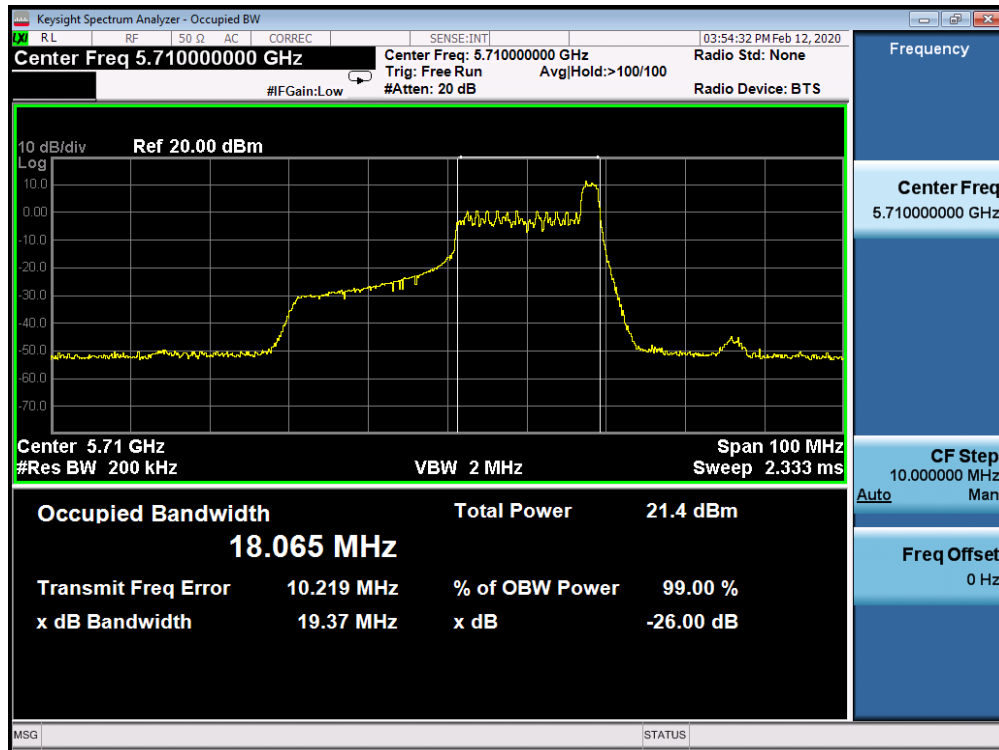 Keysight Spectrum Analyzer - Occupied BW
LXI RL RF 50 Ω AC CORREC SENSE:INT 03:54:32 PM Feb 12, 2020
Center Freq 5.710000000 GHz
Center Freq: 5.710000000 GHz
Radio Std: None
Trig: Free Run Avg|Hold:>100/100
#IFGain:Low
#Atten: 20 dB
Radio Device: BTS
10 dB/div Ref 20.00 dBm
Log
10.0
0.00
-10.0
-20.0
-30.0
-40.0
-50.0
-60.0
-70.0
Center 5.71 GHz Span 100 MHz
#Res BW 200 kHz VBW 2 MHz Sweep 2.333 ms
Occupied Bandwidth Total Power 21.4 dBm
18.065 MHz
Transmit Freq Error 10.219 MHz % of OBW Power 99.00 %
x dB Bandwidth 19.37 MHz x dB -26.00 dB
Frequency
Center Freq
5.710000000 GHz
CF Step
10.000000 MHz
Auto Man
Freq Offset
0 Hz
MSG STATUS